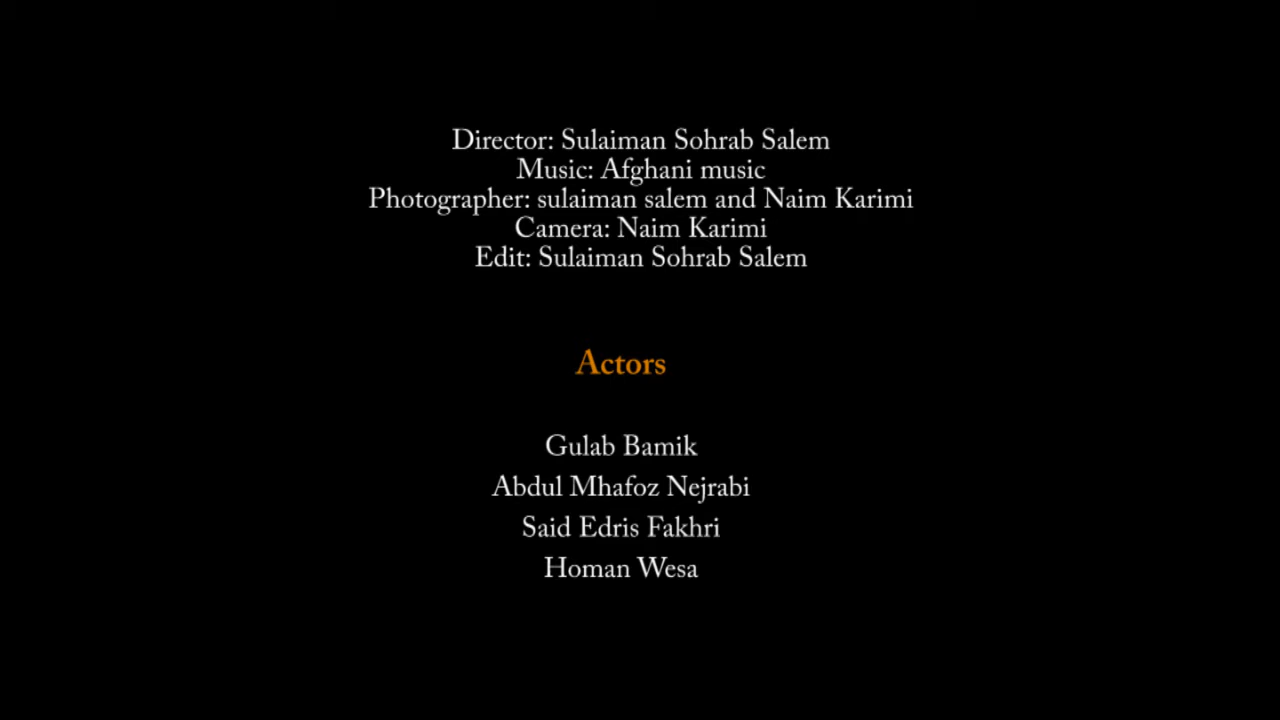 Director: Sulaiman Sohrab Salem
Music: Afghani music
Photographer: sulaiman salem and Naim Karimi
Camera: Naim Karimi
Edit: Sulaiman Sohrab Salem
Actors
Gulab Bamik
Abdul Mhafoz Nejrabi
Said Edris Fakhri
Homan Wesa